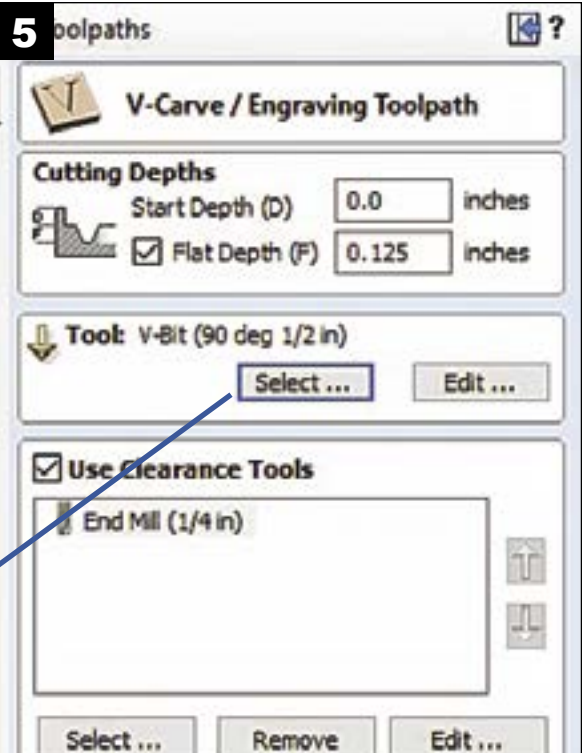 5 oolpaths ?
V-Carve / Engraving Toolpath
Cutting Depths
Start Depth (D) 0.0 inches
Flat Depth (F) 0.125 inches
Tool: V-Bit (90 deg 1/2 in)
Select ... Edit ...
Use Clearance Tools
End Mill (1/4 in)
Select ... Remove Edit ...